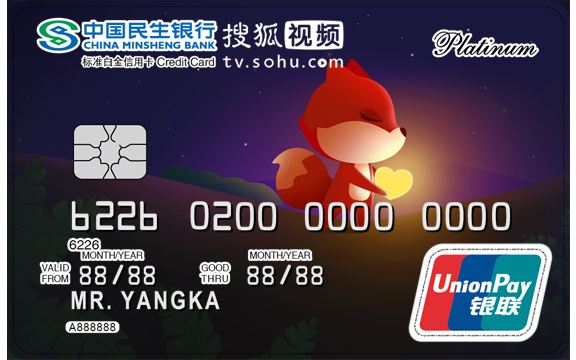 中国民生银行 搜狐视频
CHINA MINSHENG BANK
标准白金信用卡 Credit Card tv.sohu.com
Platinum
6226 0200 0000 0000
6226
MONTH/YEAR MONTH/YEAR
VALID FROM 88/88 GOOD THRU 88/88
MR. YANGKA
A888888
UnionPay
银联